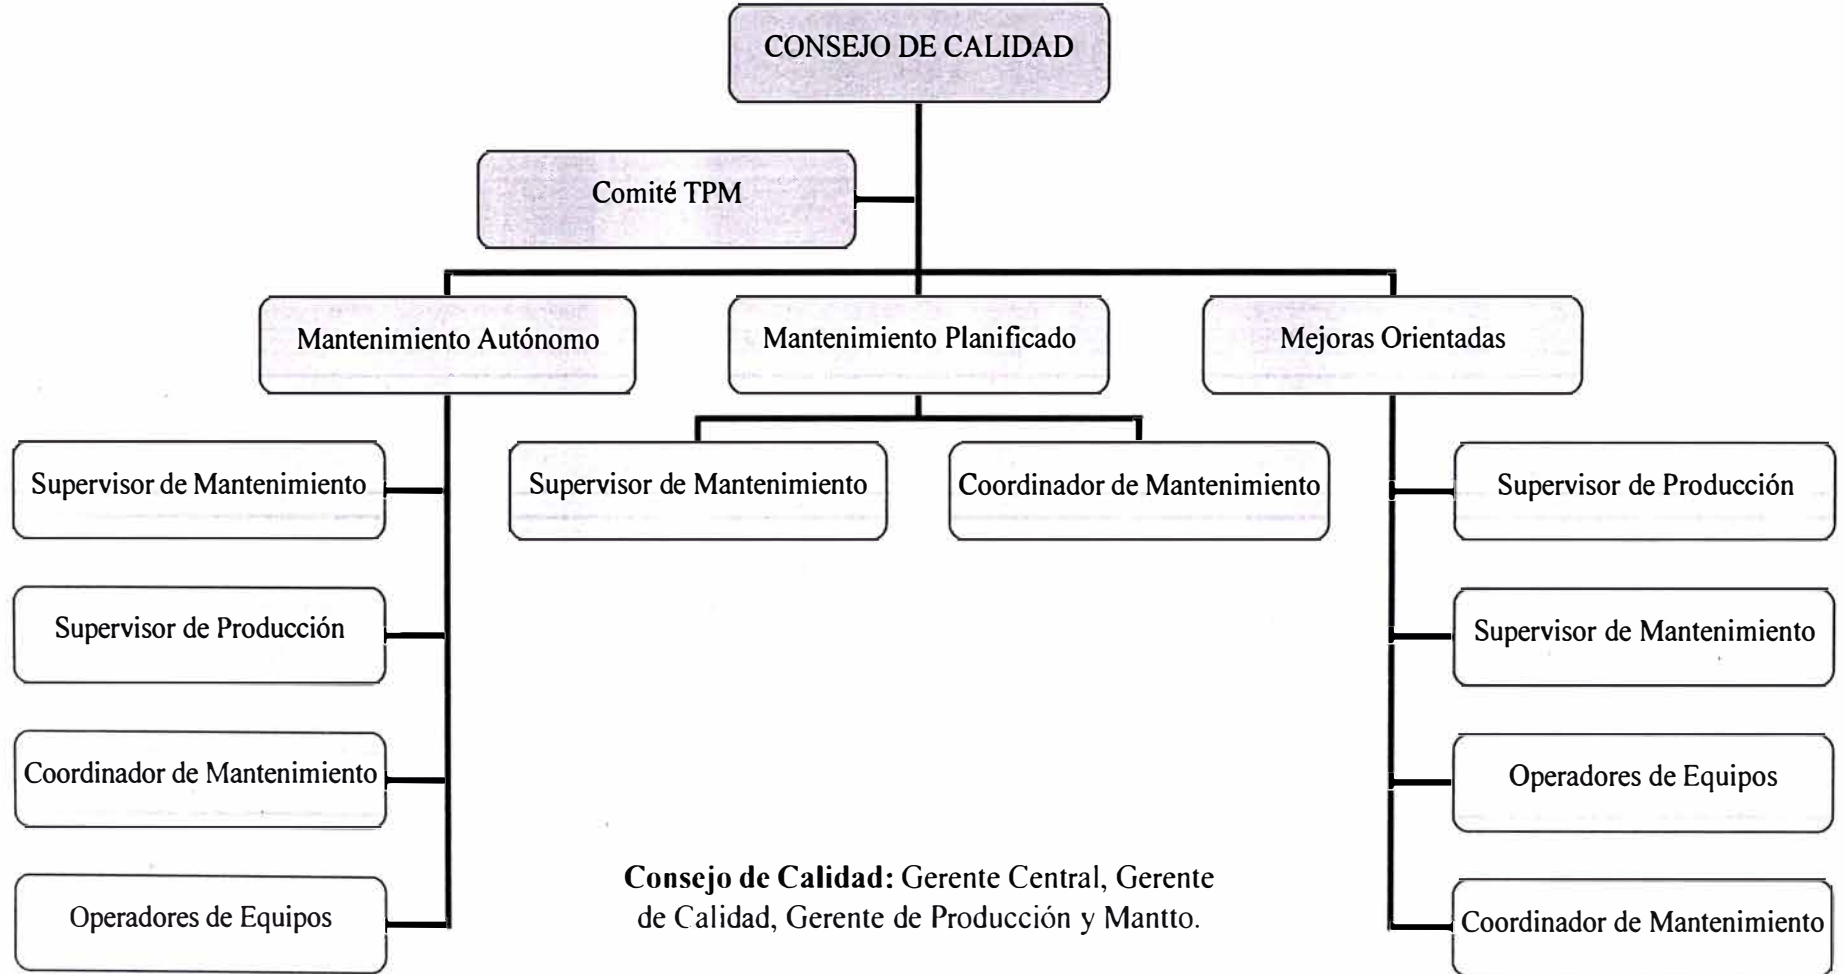 CONSEJO DE CALIDAD
Comité TPM
Mantenimiento Autónomo
Mantenimiento Planificado
Mejoras Orientadas
Supervisor de Mantenimiento
Supervisor de Producción
Coordinador de Mantenimiento
Operadores de Equipos
Supervisor de Mantenimiento
Coordinador de Mantenimiento
Supervisor de Producción
Supervisor de Mantenimiento
Operadores de Equipos
Coordinador de Mantenimiento
Consejo de Calidad: Gerente Central, Gerente
de Calidad, Gerente de Producción y Mantto.